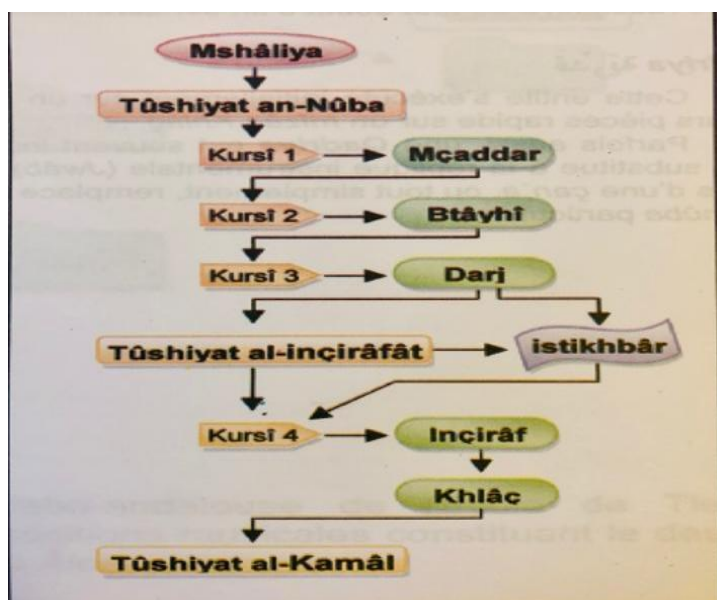 Mshâliya
Tûshiyat an-Nûba
Kursî 1
Mçaddar
Kursî 2
Btâyhî
Kursî 3
Darj
Tûshiyat al-inçirâfât
istikhbâr
Kursî 4
Inçirâf
Khlâç
Tûshiyat al-Kamâl